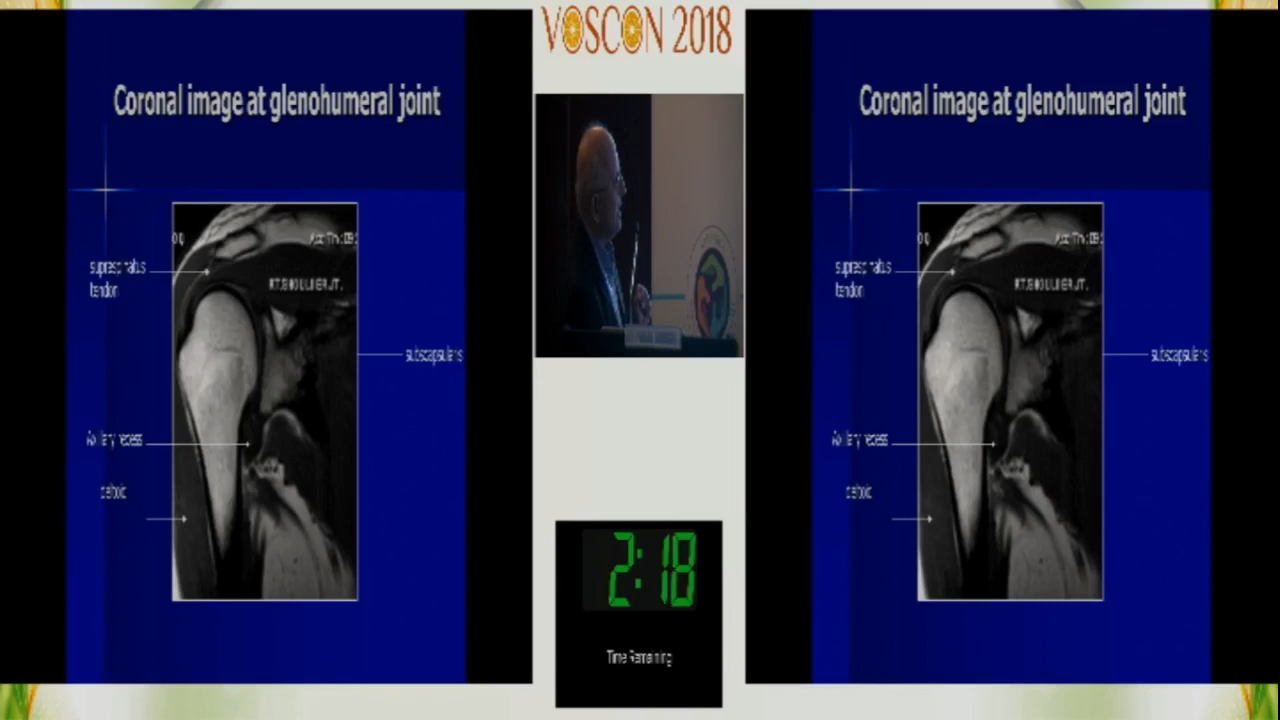 VOSCON 2018
Coronal image at glenohumeral joint
RT.SHOULDER JT.
supraspinatus
tendon
subscapularis
Axillary recess
deltoid
2:18
Time Remaining
Coronal image at glenohumeral joint
RT.SHOULDER JT.
supraspinatus
tendon
subscapularis
Axillary recess
deltoid